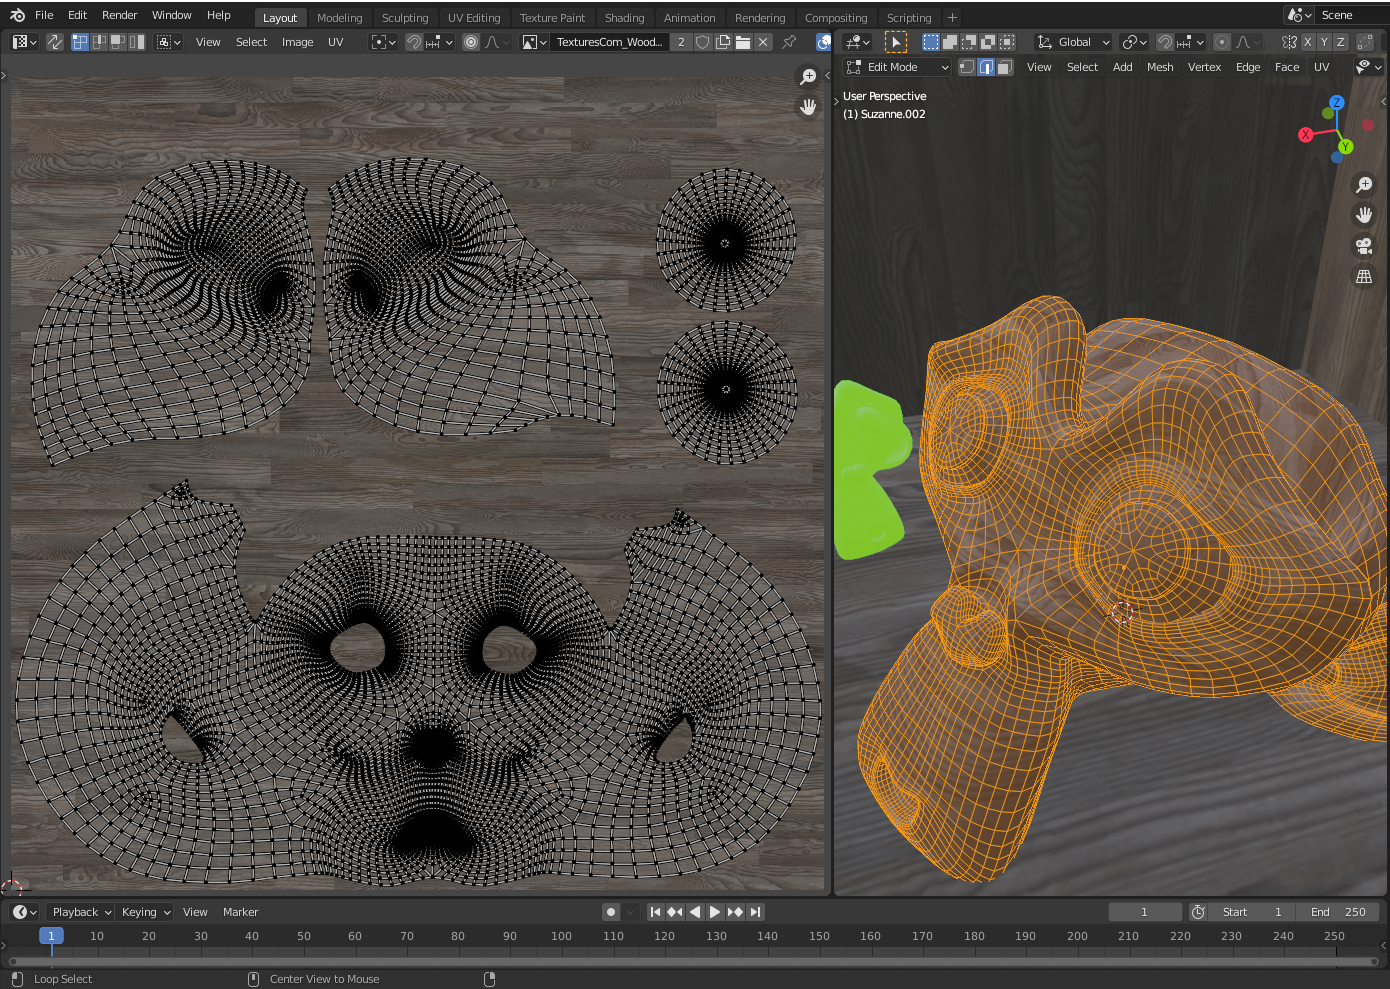 File Edit Render Window Help Layout Modeling Sculpting UV Editing Texture Paint Shading Animation Rendering Compositing Scripting + Scene
View Select Image UV TexturesCom_Wood... 2 Global X Y Z
Edit Mode View Select Add Mesh Vertex Edge Face UV
User Perspective
(1) Suzanne.002
Z
X
Y
Playback Keying View Marker 1 Start 1 End 250
1 10 20 30 40 50 60 70 80 90 100 110 120 130 140 150 160 170 180 190 200 210 220 230 240 250
Loop Select Center View to Mouse